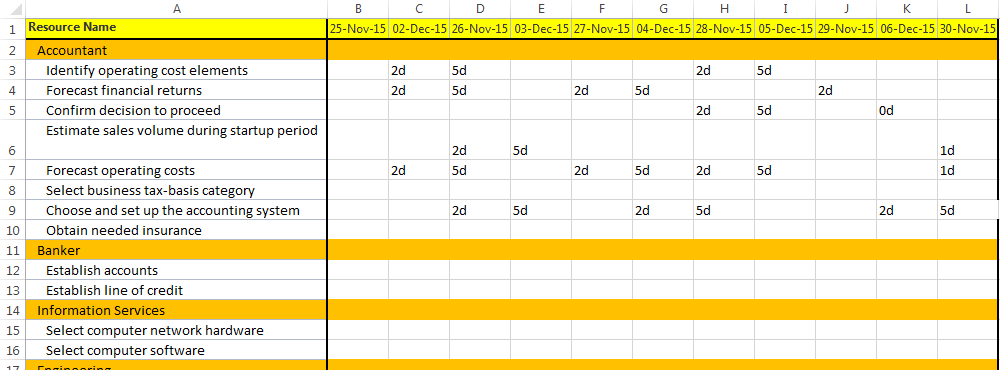 A B C D E F G H I J K L
1 Resource Name 25-Nov-15 02-Dec-15 26-Nov-15 03-Dec-15 27-Nov-15 04-Dec-15 28-Nov-15 05-Dec-15 29-Nov-15 06-Dec-15 30-Nov-15
2 Accountant
3 Identify operating cost elements 2d 5d 2d 5d
4 Forecast financial returns 2d 5d 2d 5d 2d
5 Confirm decision to proceed 2d 5d 0d
Estimate sales volume during startup period
6 2d 5d 1d
7 Forecast operating costs 2d 5d 2d 5d 2d 5d 1d
8 Select business tax-basis category
9 Choose and set up the accounting system 2d 5d 2d 5d 2d 5d
10 Obtain needed insurance
11 Banker
12 Establish accounts
13 Establish line of credit
14 Information Services
15 Select computer network hardware
16 Select computer software
17 Engineering